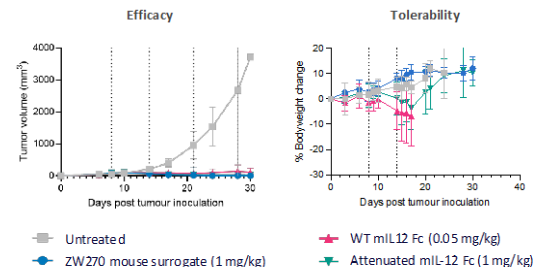 Efficacy
Tolerability
Tumor volume (mm³)
4000
3000
2000
1000
0
0
10
20
30
Days post tumour inoculation
% Bodyweight change
20
10
0
-10
-20
-30
0
10
20
30
40
Days post tumour inoculation
Untreated
WT mIL12 Fc (0.05 mg/kg)
ZW270 mouse surrogate (1 mg/kg)
Attenuated mIL-12 Fc (1 mg/kg)